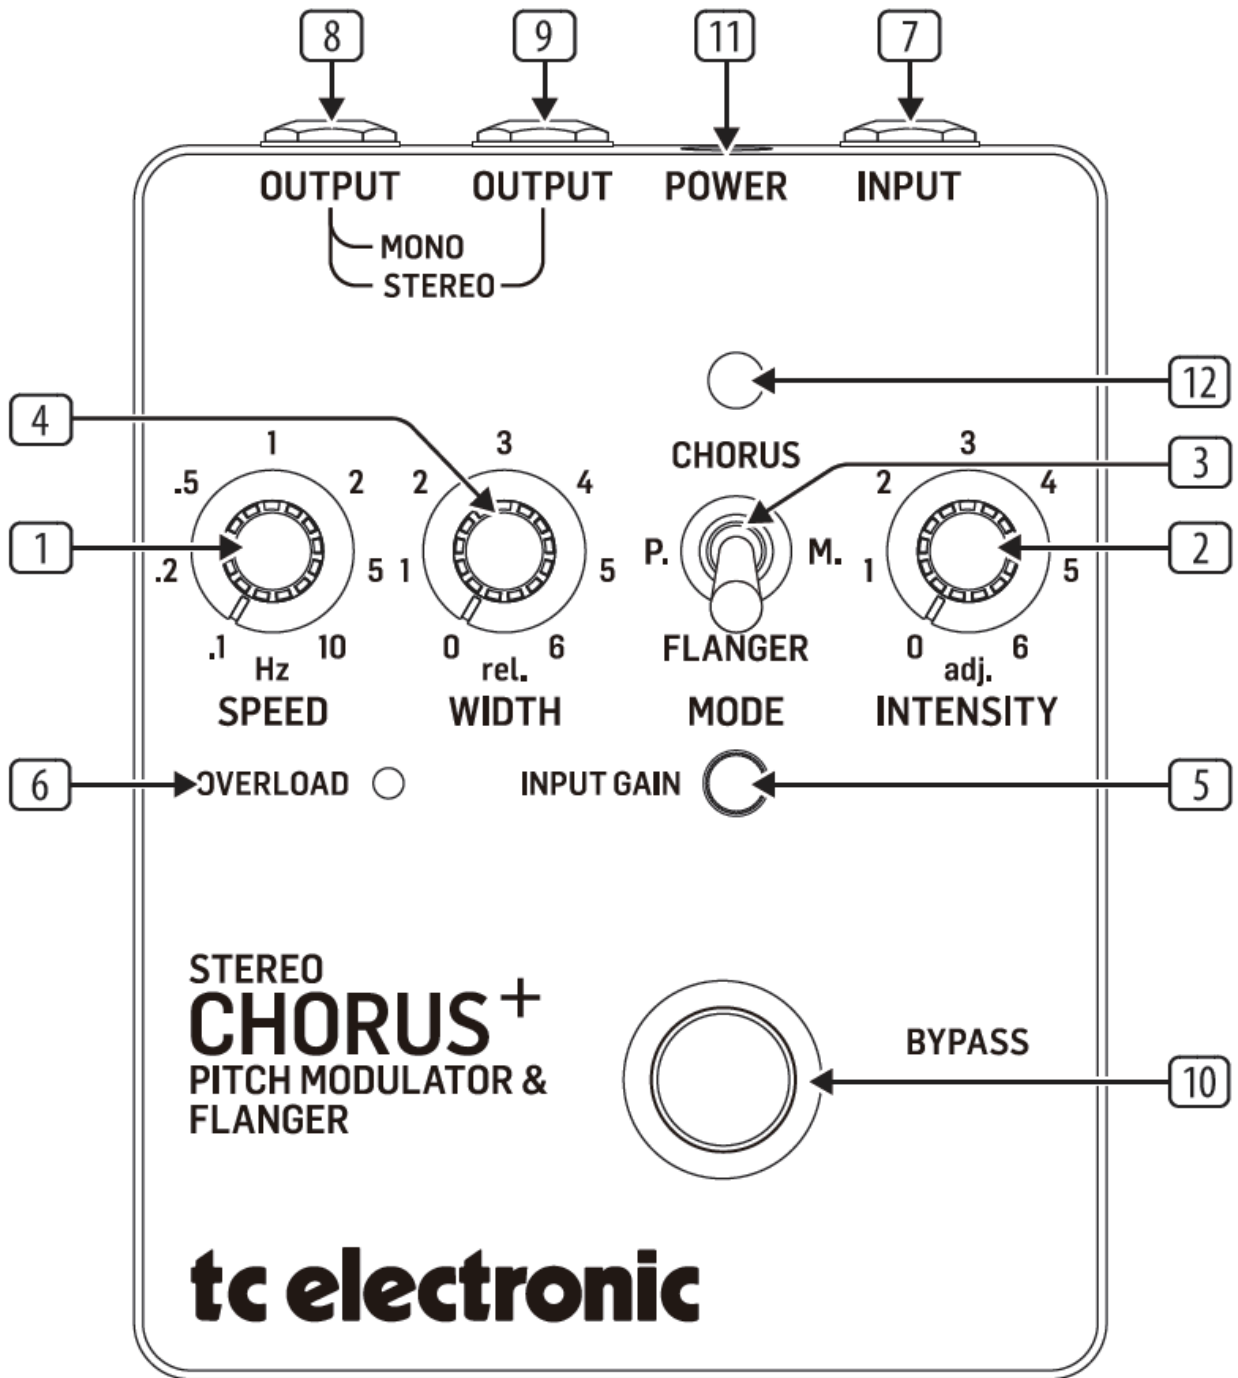 8 9 11 7
OUTPUT OUTPUT POWER INPUT
MONO
STEREO
12
4
CHORUS
3
1 3 3
.5 2 2 4 2 4
1
P. M.
2
.2 5 1 5 1 5
.1 10 0 6 FLANGER 0 6
Hz rel. adj.
SPEED WIDTH MODE INTENSITY
6 OVERLOAD INPUT GAIN 5
STEREO
CHORUS+
PITCH MODULATOR &
FLANGER
BYPASS
10
tc electronic